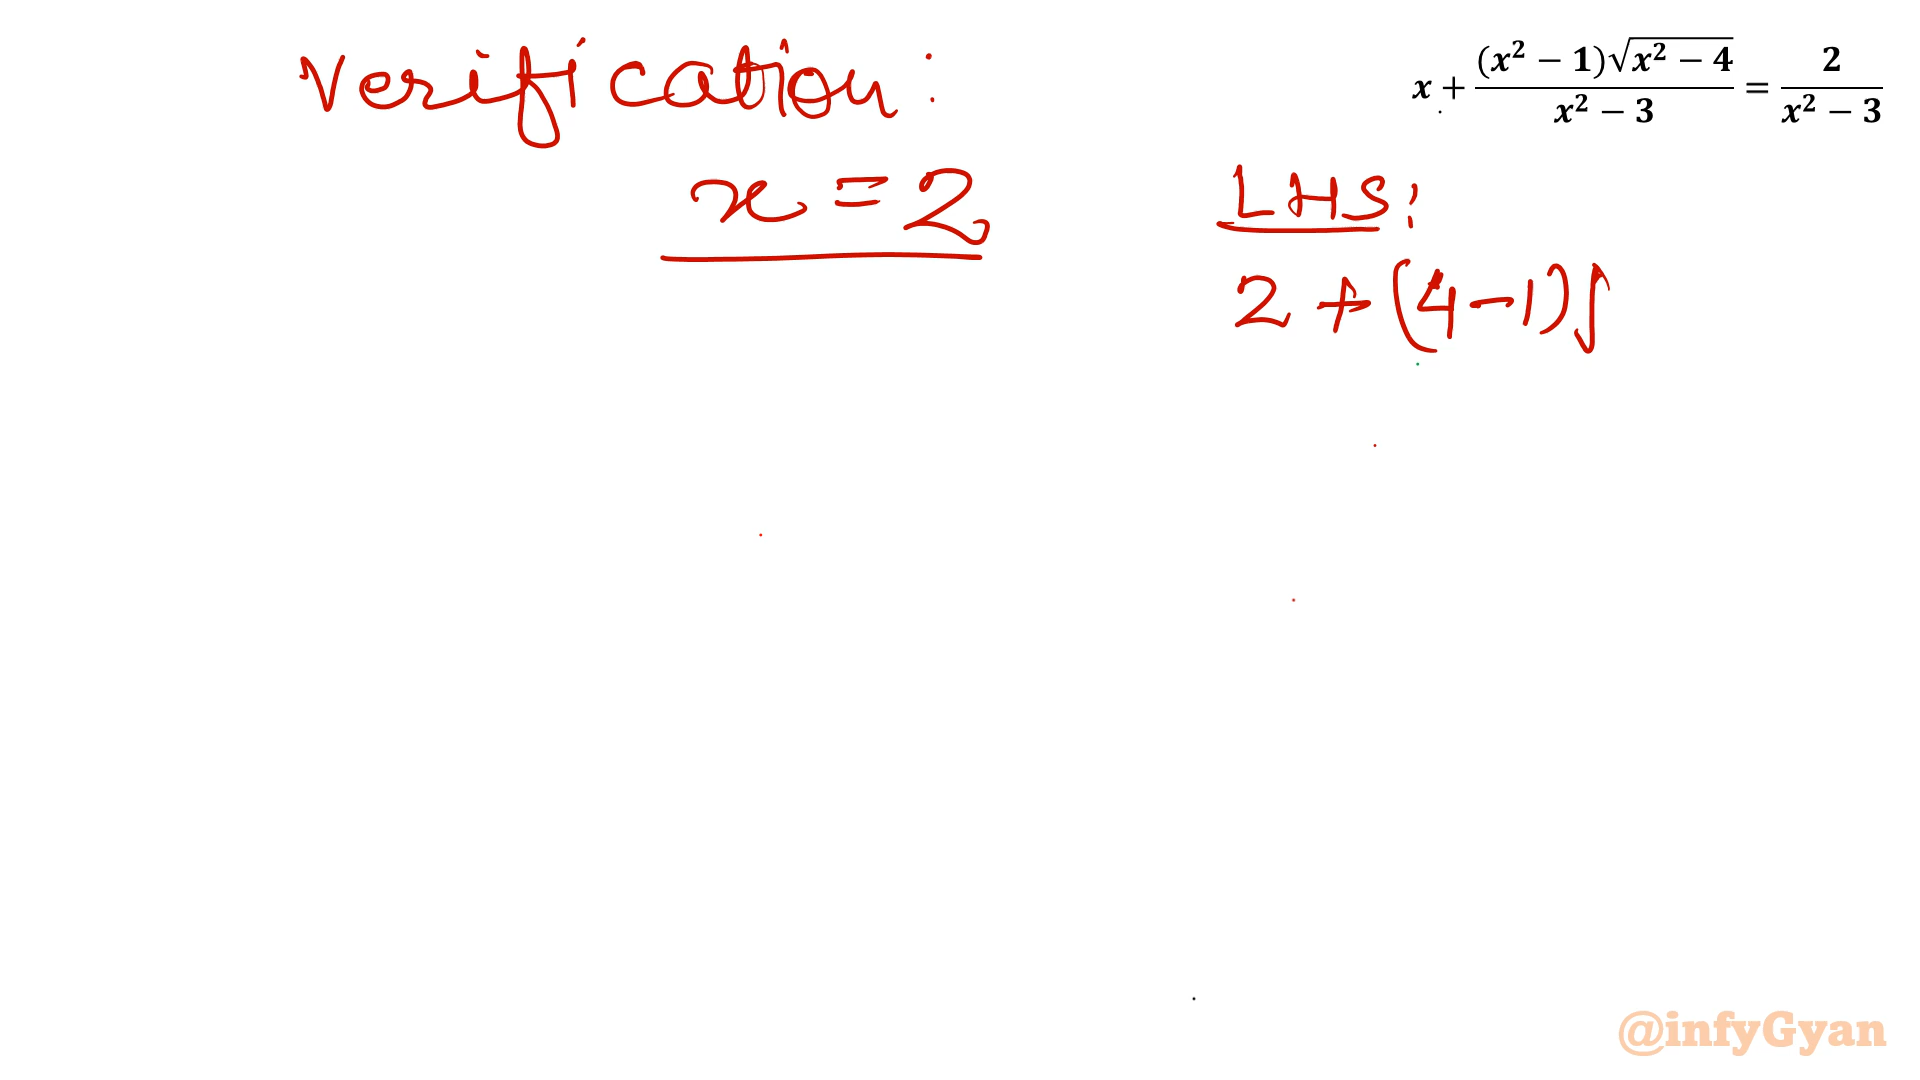 Verification:
x + (x² − 1)√(x² − 4) / (x² − 3) = 2 / (x² − 3)
x = 2
LHS:
2 + (4 − 1)√
@infyGyan